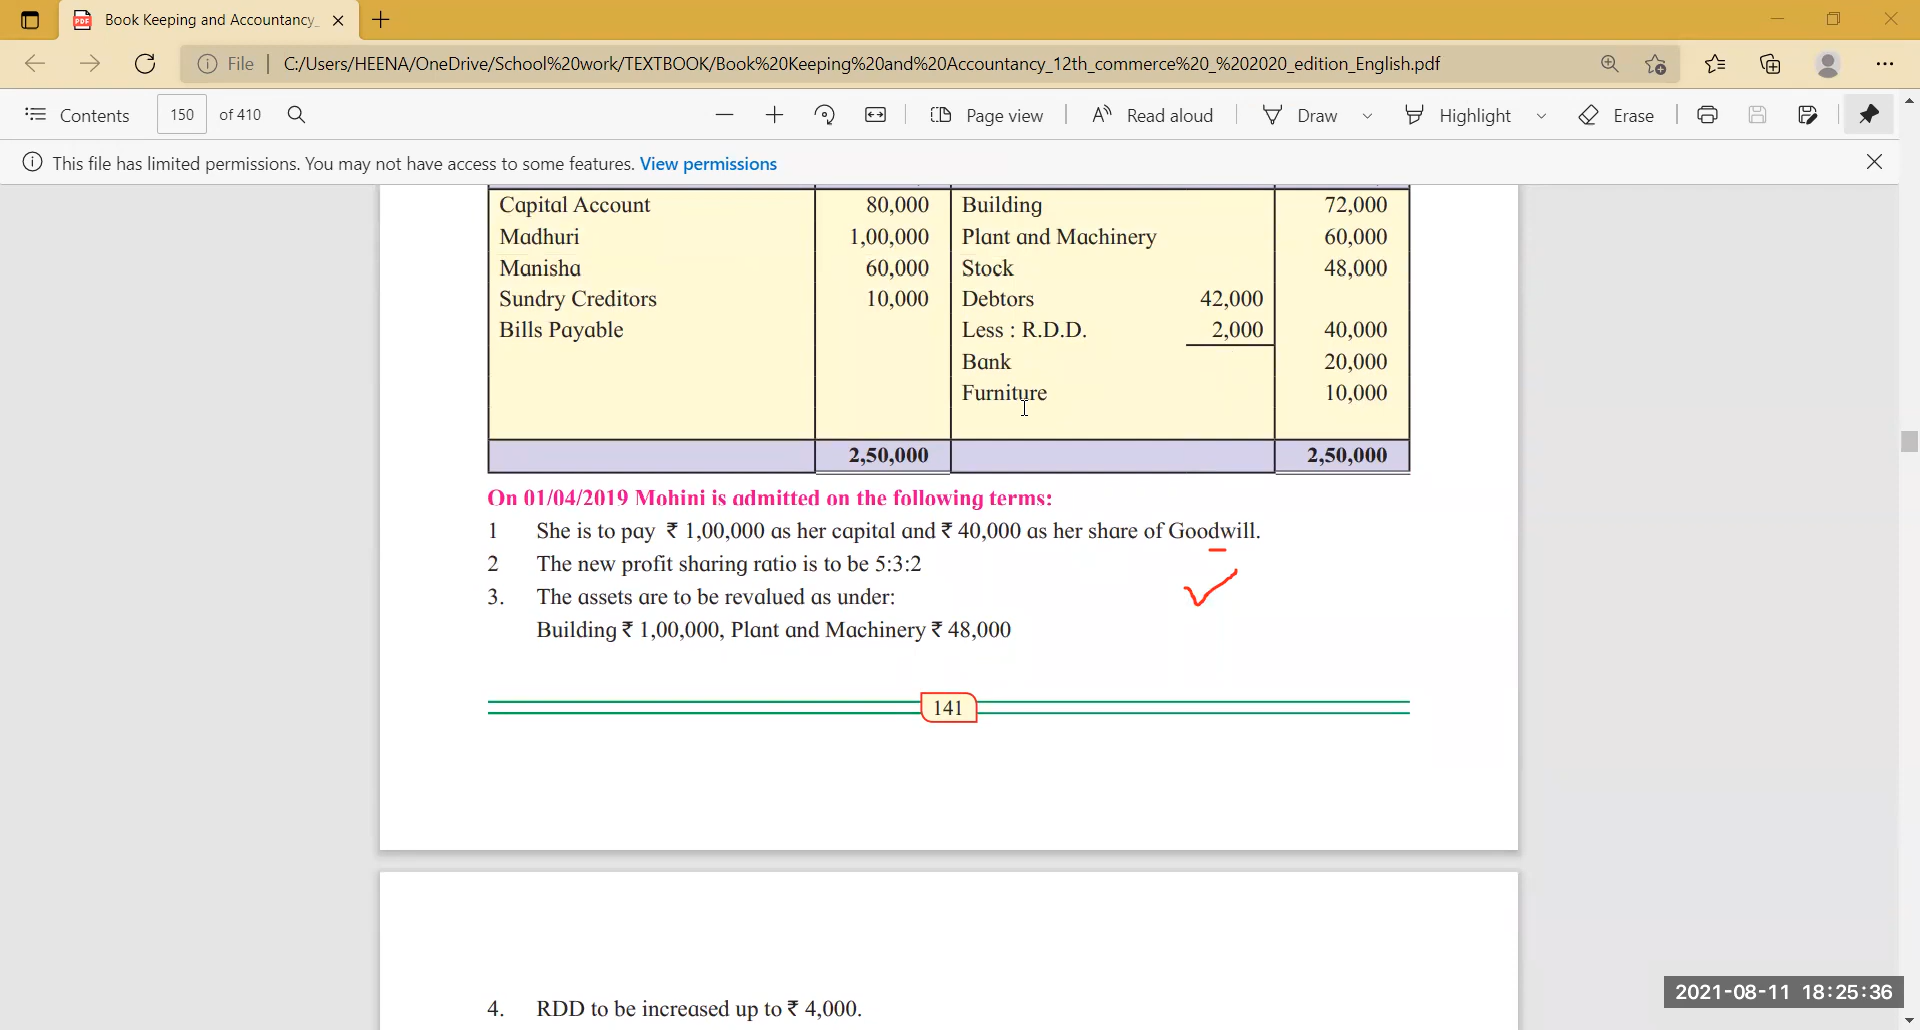 Book Keeping and Accountancy_
File C:/Users/HEENA/OneDrive/School%20work/TEXTBOOK/Book%20Keeping%20and%20Accountancy_12th_commerce%20_%202020_edition_English.pdf
Contents 150 of 410 Page view Read aloud Draw Highlight Erase
This file has limited permissions. You may not have access to some features. View permissions
Capital Account 80,000 Building 72,000
Madhuri 1,00,000 Plant and Machinery 60,000
Manisha 60,000 Stock 48,000
Sundry Creditors 10,000 Debtors 42,000
Bills Payable Less : R.D.D. 2,000 40,000
Bank 20,000
Furniture 10,000
2,50,000 2,50,000
On 01/04/2019 Mohini is admitted on the following terms:
1 She is to pay ₹ 1,00,000 as her capital and ₹ 40,000 as her share of Goodwill.
2 The new profit sharing ratio is to be 5:3:2
3. The assets are to be revalued as under:
Building ₹ 1,00,000, Plant and Machinery ₹ 48,000
141
4. RDD to be increased up to ₹ 4,000.
2021-08-11 18:25:36